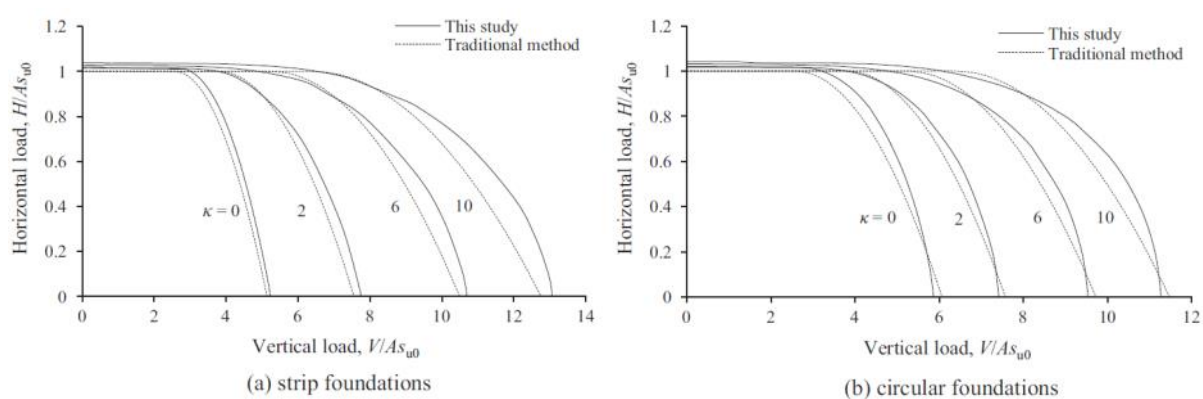 1.2
1
0.8
0.6
0.4
0.2
0
Horizontal load, H/As_u0
This study
Traditional method
κ = 0
2
6
10
0 2 4 6 8 10 12 14
Vertical load, V/As_u0
(a) strip foundations
1.2
1
0.8
0.6
0.4
0.2
0
Horizontal load, H/As_u0
This study
Traditional method
κ = 0
2
6
10
0 2 4 6 8 10 12
Vertical load, V/As_u0
(b) circular foundations